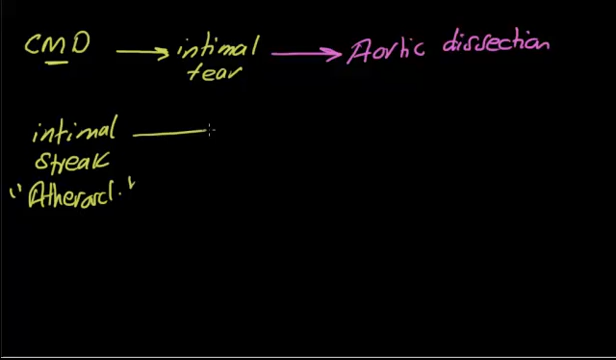 CMD → intimal → Aortic dissection
tear
intimal
streak
"Atheroscl."